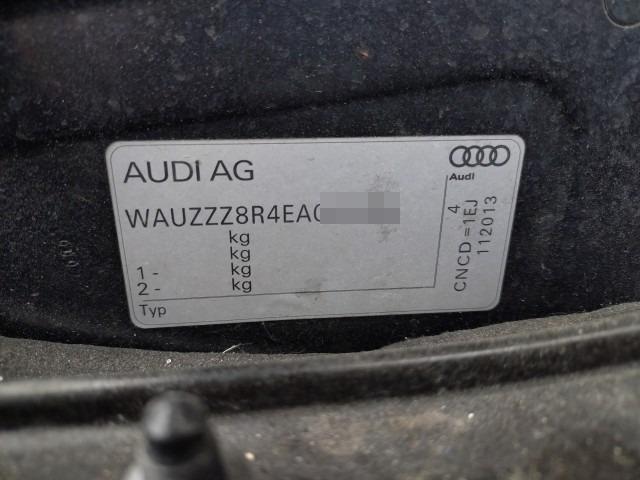 AUDI AG
Audi
WAUZZZ8R4EA
kg
kg
1 - kg
2 - kg
Typ
CNCD=1EJ
4
112013